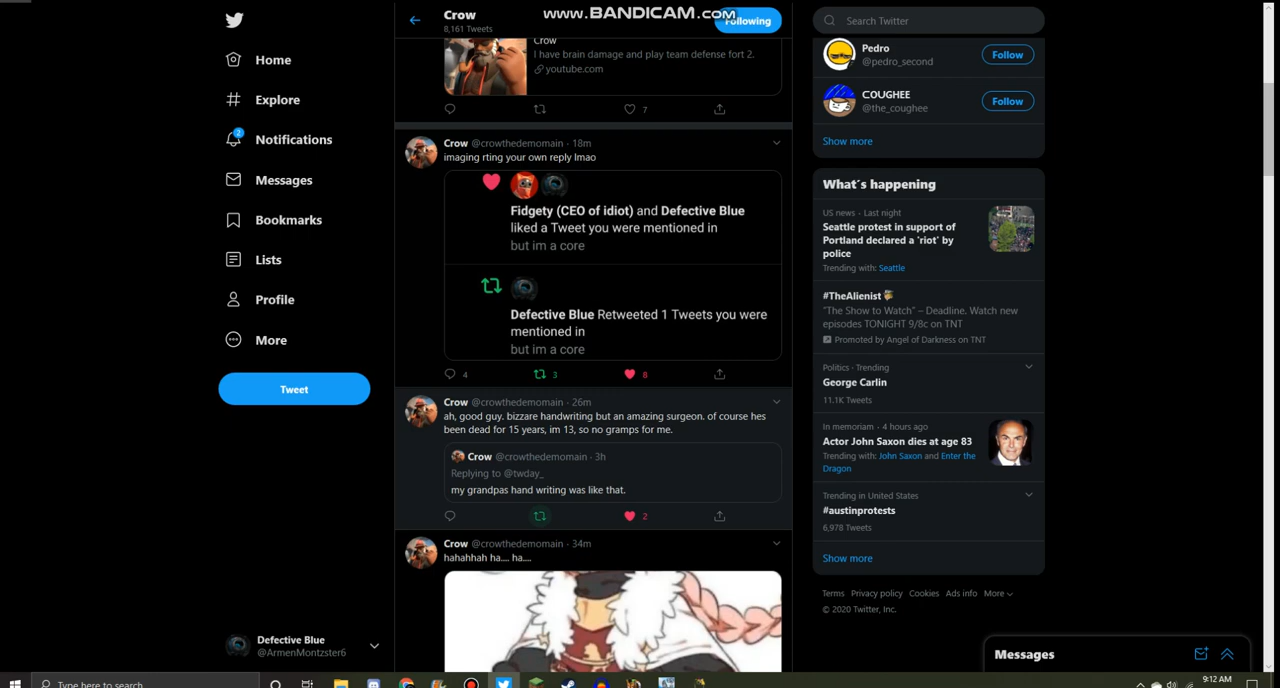 www.BANDICAM.com
Home
Explore
2
Notifications
Messages
Bookmarks
Lists
Profile
More
Tweet
Defective Blue
@ArmenMontzster6
Crow
8,161 Tweets
Following
Crow
I have brain damage and play team defense fort 2.
youtube.com
7
Crow @crowthedemomain · 18m
imaging rting your own reply lmao
Fidgety (CEO of idiot) and Defective Blue
liked a Tweet you were mentioned in
but im a core
Defective Blue Retweeted 1 Tweets you were
mentioned in
but im a core
4 3 8
Crow @crowthedemomain · 26m
ah, good guy. bizzare handwriting but an amazing surgeon. of course hes
been dead for 15 years, im 13, so no gramps for me.
Crow @crowthedemomain · 3h
Replying to @twday_
my grandpas hand writing was like that.
2
Crow @crowthedemomain · 34m
hahahhah ha.... ha....
Search Twitter
Pedro
@pedro_second
Follow
COUGHEE
@the_coughee
Follow
Show more
What's happening
US news · Last night
Seattle protest in support of
Portland declared a 'riot' by
police
Trending with: Seattle
#TheAlienist
"The Show to Watch" – Deadline. Watch new
episodes TONIGHT 9/8c on TNT
Promoted by Angel of Darkness on TNT
Politics · Trending
George Carlin
11.1K Tweets
In memoriam · 4 hours ago
Actor John Saxon dies at age 83
Trending with: John Saxon and Enter the
Dragon
Trending in United States
#austinprotests
6,978 Tweets
Show more
Terms Privacy policy Cookies Ads info More
© 2020 Twitter, Inc.
Messages
Type here to search
9:12 AM